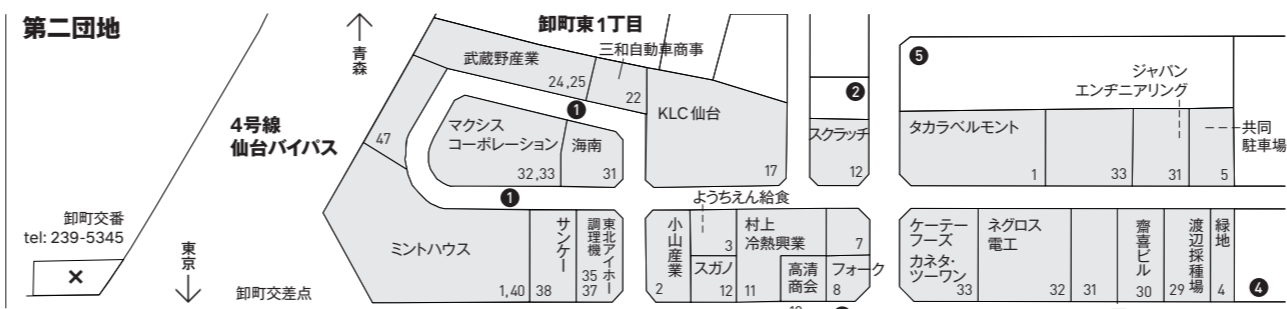 第二団地
卸町東1丁目
青森
4号線
仙台バイパス
卸町交番
tel: 239-5345
東京
卸町交差点
武蔵野産業
24,25
三和自動車商事
22
47
❶
マクシス
コーポレーション
32,33
海南
31
KLC仙台
17
❶
ミントハウス
1,40
サンケー
38
東北アイホー
調理機
35
37
❷
スクラッチ
12
ようちえん給食
3
小山産業
2
スガノ
12
村上
冷熱興業
11
7
高清
商会
フォーク
8
❺
ジャパン
エンヂニアリング
タカラベルモント
1
33
31
5
共同
駐車場
ケーテー
フーズ
カネタ・
ツーワン
33
ネグロス
電工
32
31
齋喜ビル
30
渡辺採種場
29
緑地
4
❹